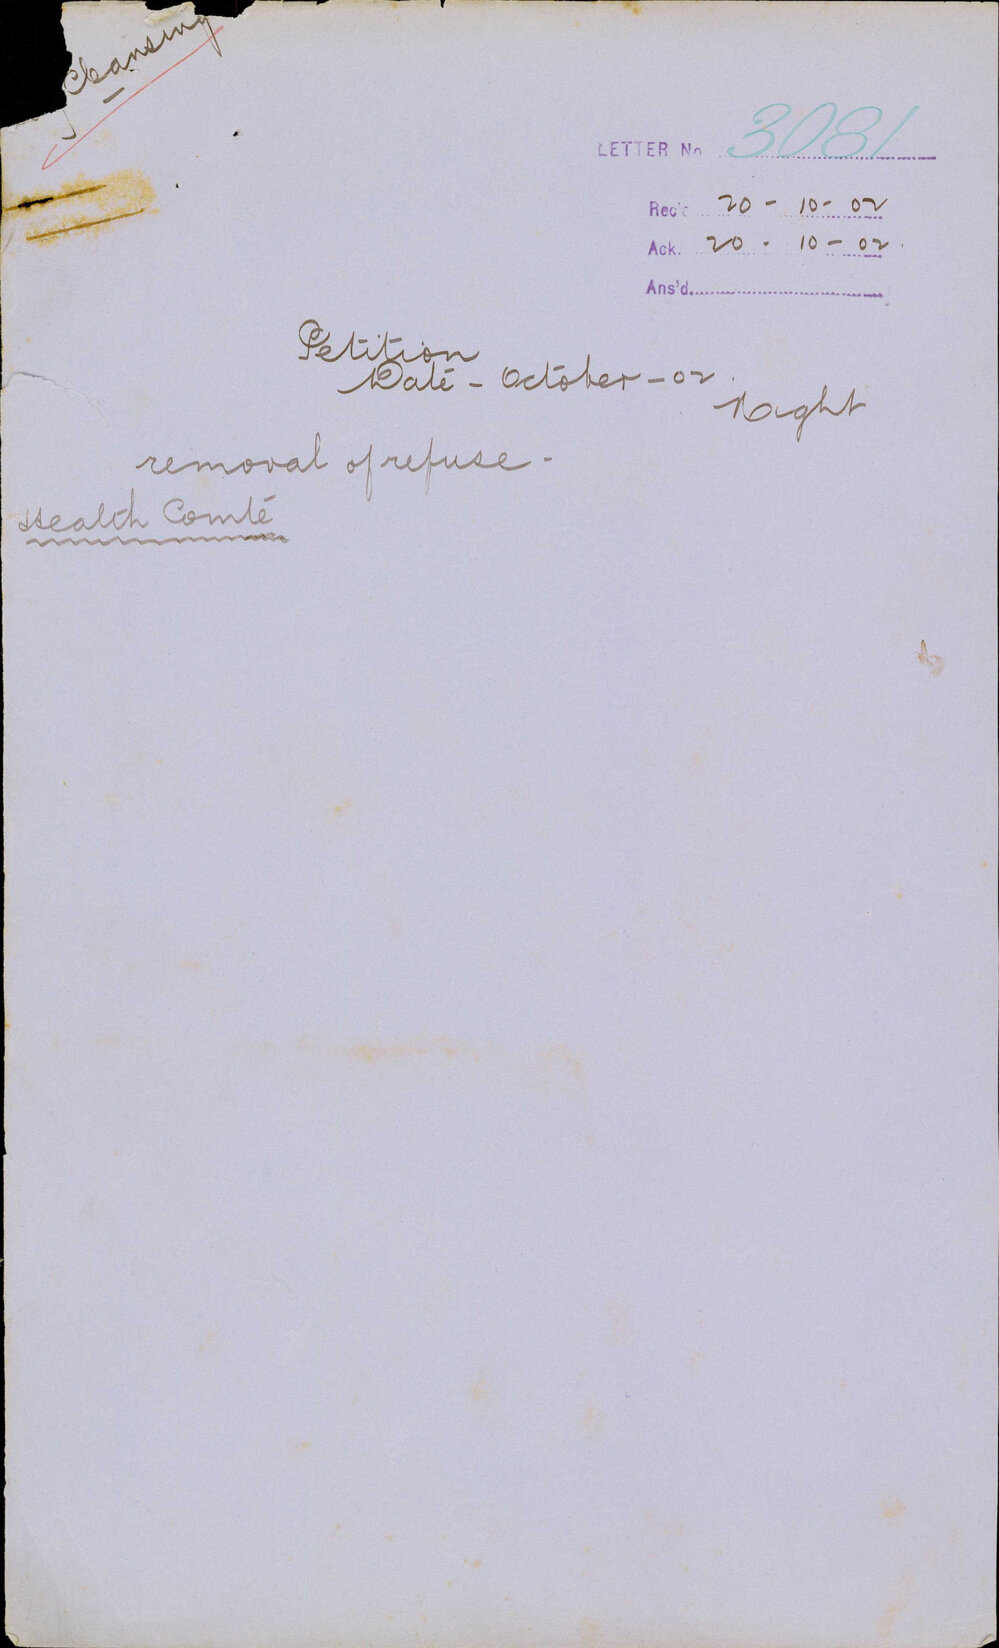 Cleansing
LETTER No 3081
Rec'd 20 - 10 - 02
Ack. 20 - 10 - 02.
Ans'd.
Petition
Date - October - 02.
Night
removal of refuse -
Health Comte